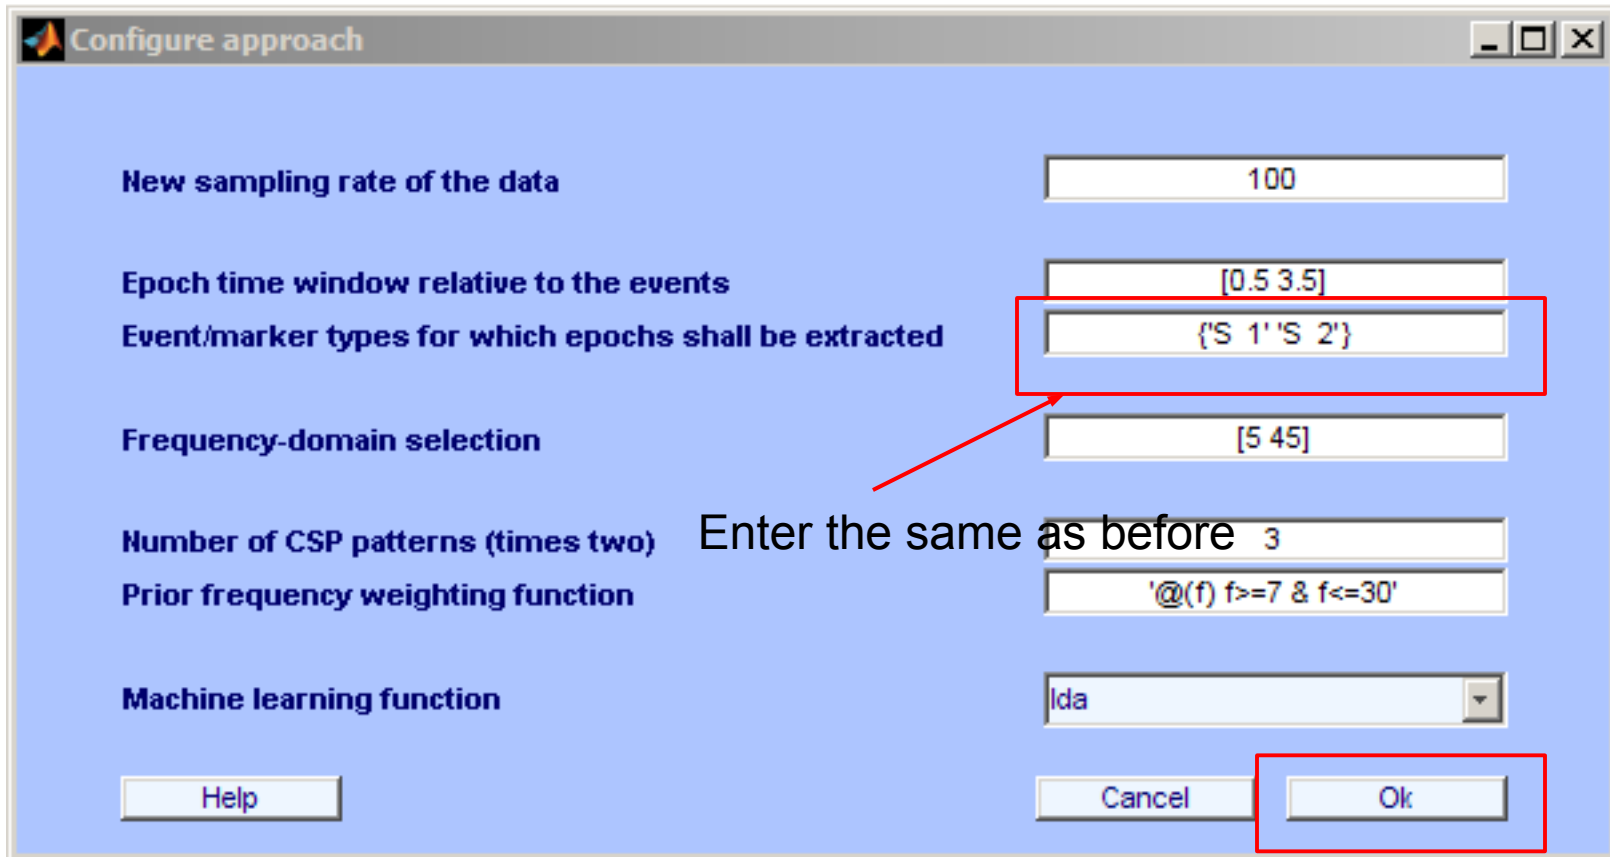 Configure approach
New sampling rate of the data 100
Epoch time window relative to the events [0.5 3.5]
Event/marker types for which epochs shall be extracted {'S  1' 'S  2'}
Frequency-domain selection [5 45]
Enter the same as before
Number of CSP patterns (times two) 3
Prior frequency weighting function '@(f) f>=7 & f<=30'
Machine learning function lda
Help Cancel Ok